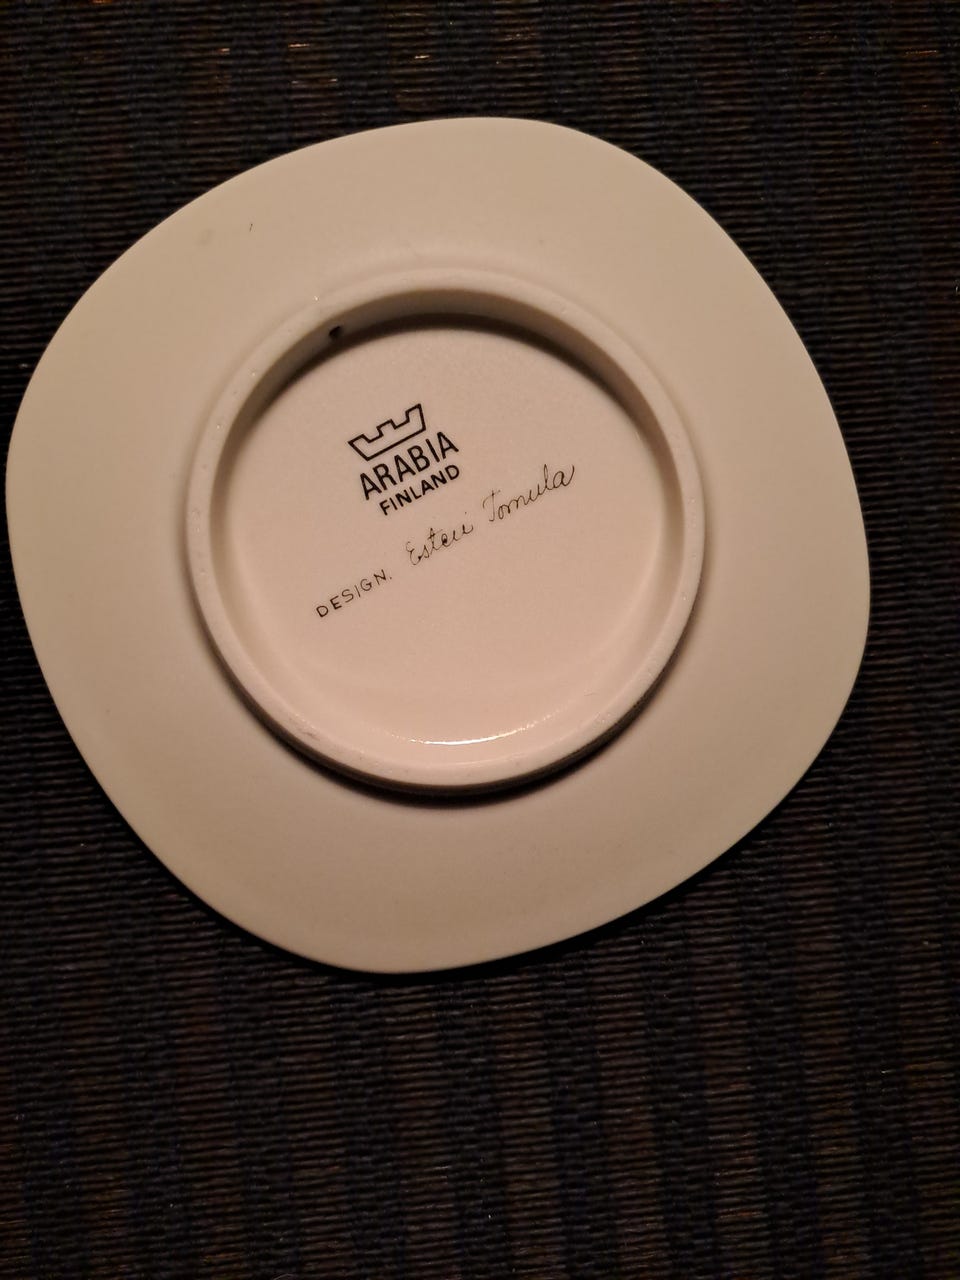 ARABIA
FINLAND
DESIGN. Esteri Tomula